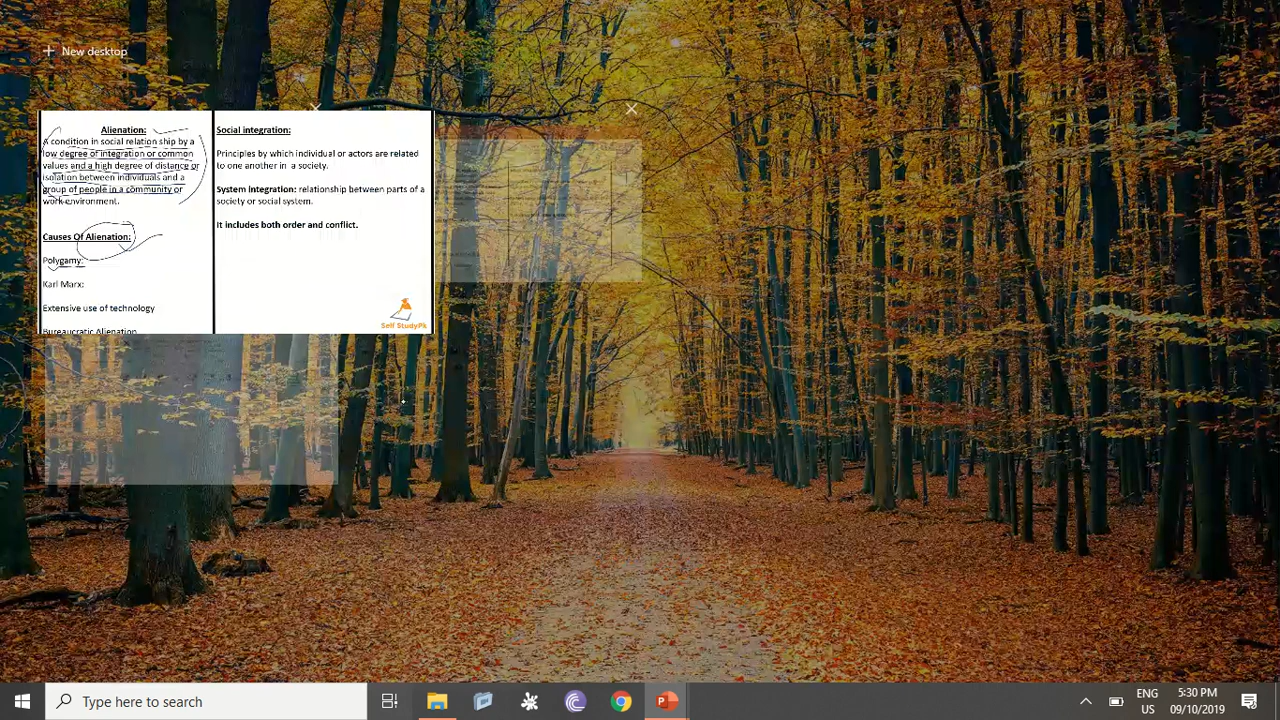 New desktop
Alienation:
A condition in social relation ship by a
low degree of integration or common
values and a high degree of distance or
isolation between individuals and a
group of people in a community or
work environment.
Causes Of Alienation:
Polygamy:
Karl Marx:
Extensive use of technology
Bureaucratic Alienation
Social integration:
Principles by which individual or actors are related
to one another in a society.
System integration: relationship between parts of a
society or social system.
It includes both order and conflict.
Self StudyPk
Type here to search
ENG
US
5:30 PM
09/10/2019